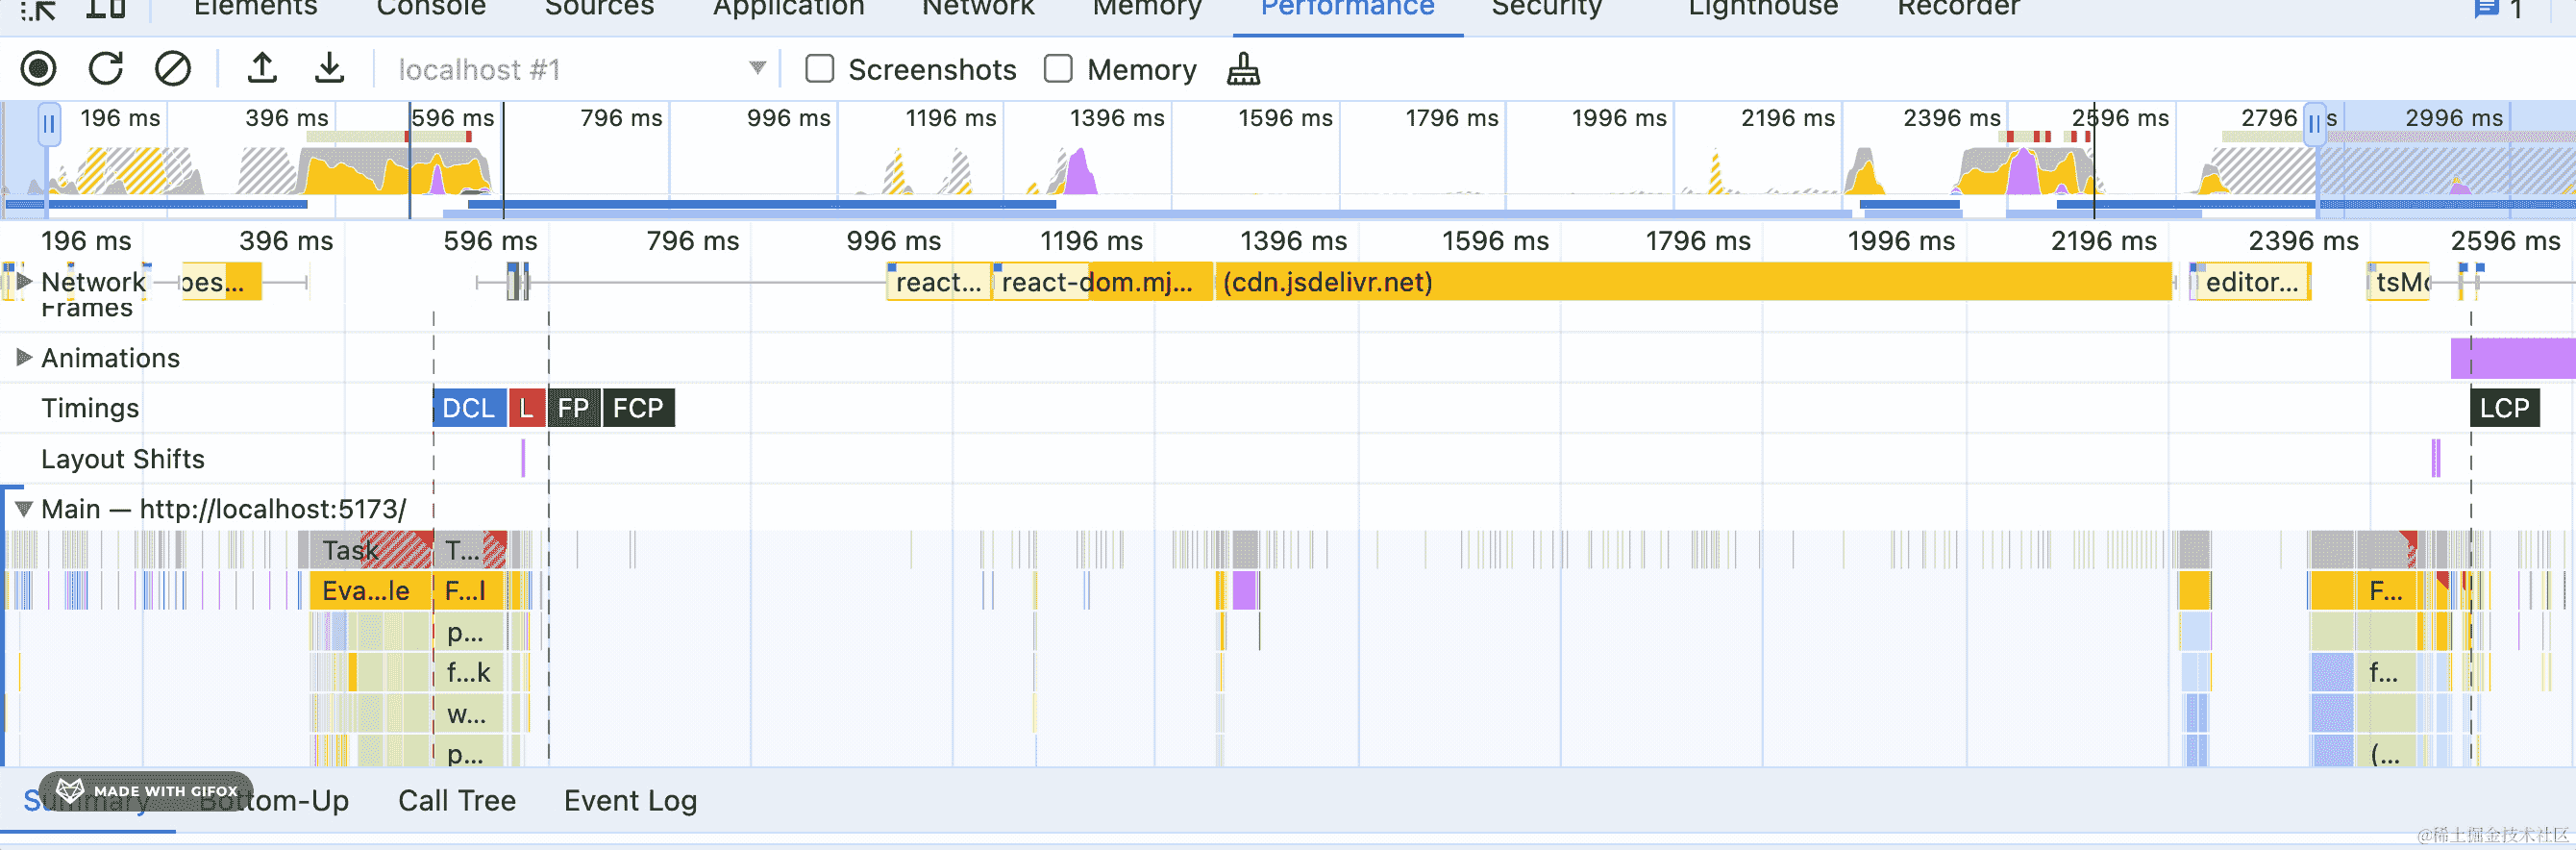 Elements Console Sources Application Network Memory Performance Security Lighthouse Recorder 1
localhost #1 Screenshots Memory
196 ms 396 ms 596 ms 796 ms 996 ms 1196 ms 1396 ms 1596 ms 1796 ms 1996 ms 2196 ms 2396 ms 2596 ms 2796 s 2996 ms
196 ms 396 ms 596 ms 796 ms 996 ms 1196 ms 1396 ms 1596 ms 1796 ms 1996 ms 2196 ms 2396 ms 2596 ms
Network pes... react... react-dom.mj... (cdn.jsdelivr.net) editor... tsMo
Frames
Animations
Timings DCL L FP FCP LCP
Layout Shifts
Main — http://localhost:5173/
Task T...
Eva...le F...l F...
p...
f...k f...
w...
p... (...
Summary Bottom-Up Call Tree Event Log
MADE WITH GIFOX
@稀土掘金技术社区